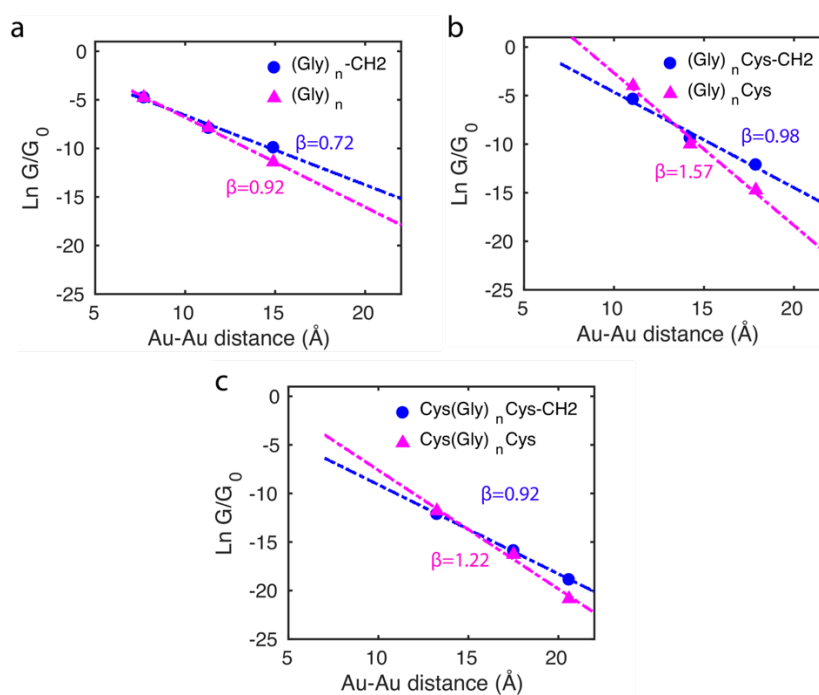 a
0
-5
-10
-15
-20
-25
5
10
15
20
Ln G/G₀
Au-Au distance (Å)
(Gly) n-CH2
(Gly) n
β=0.72
β=0.92
b
0
-5
-10
-15
-20
-25
5
10
15
20
Ln G/G₀
Au-Au distance (Å)
(Gly) nCys-CH2
(Gly) nCys
β=0.98
β=1.57
c
0
-5
-10
-15
-20
-25
5
10
15
20
Ln G/G₀
Au-Au distance (Å)
Cys(Gly) nCys-CH2
Cys(Gly) nCys
β=0.92
β=1.22